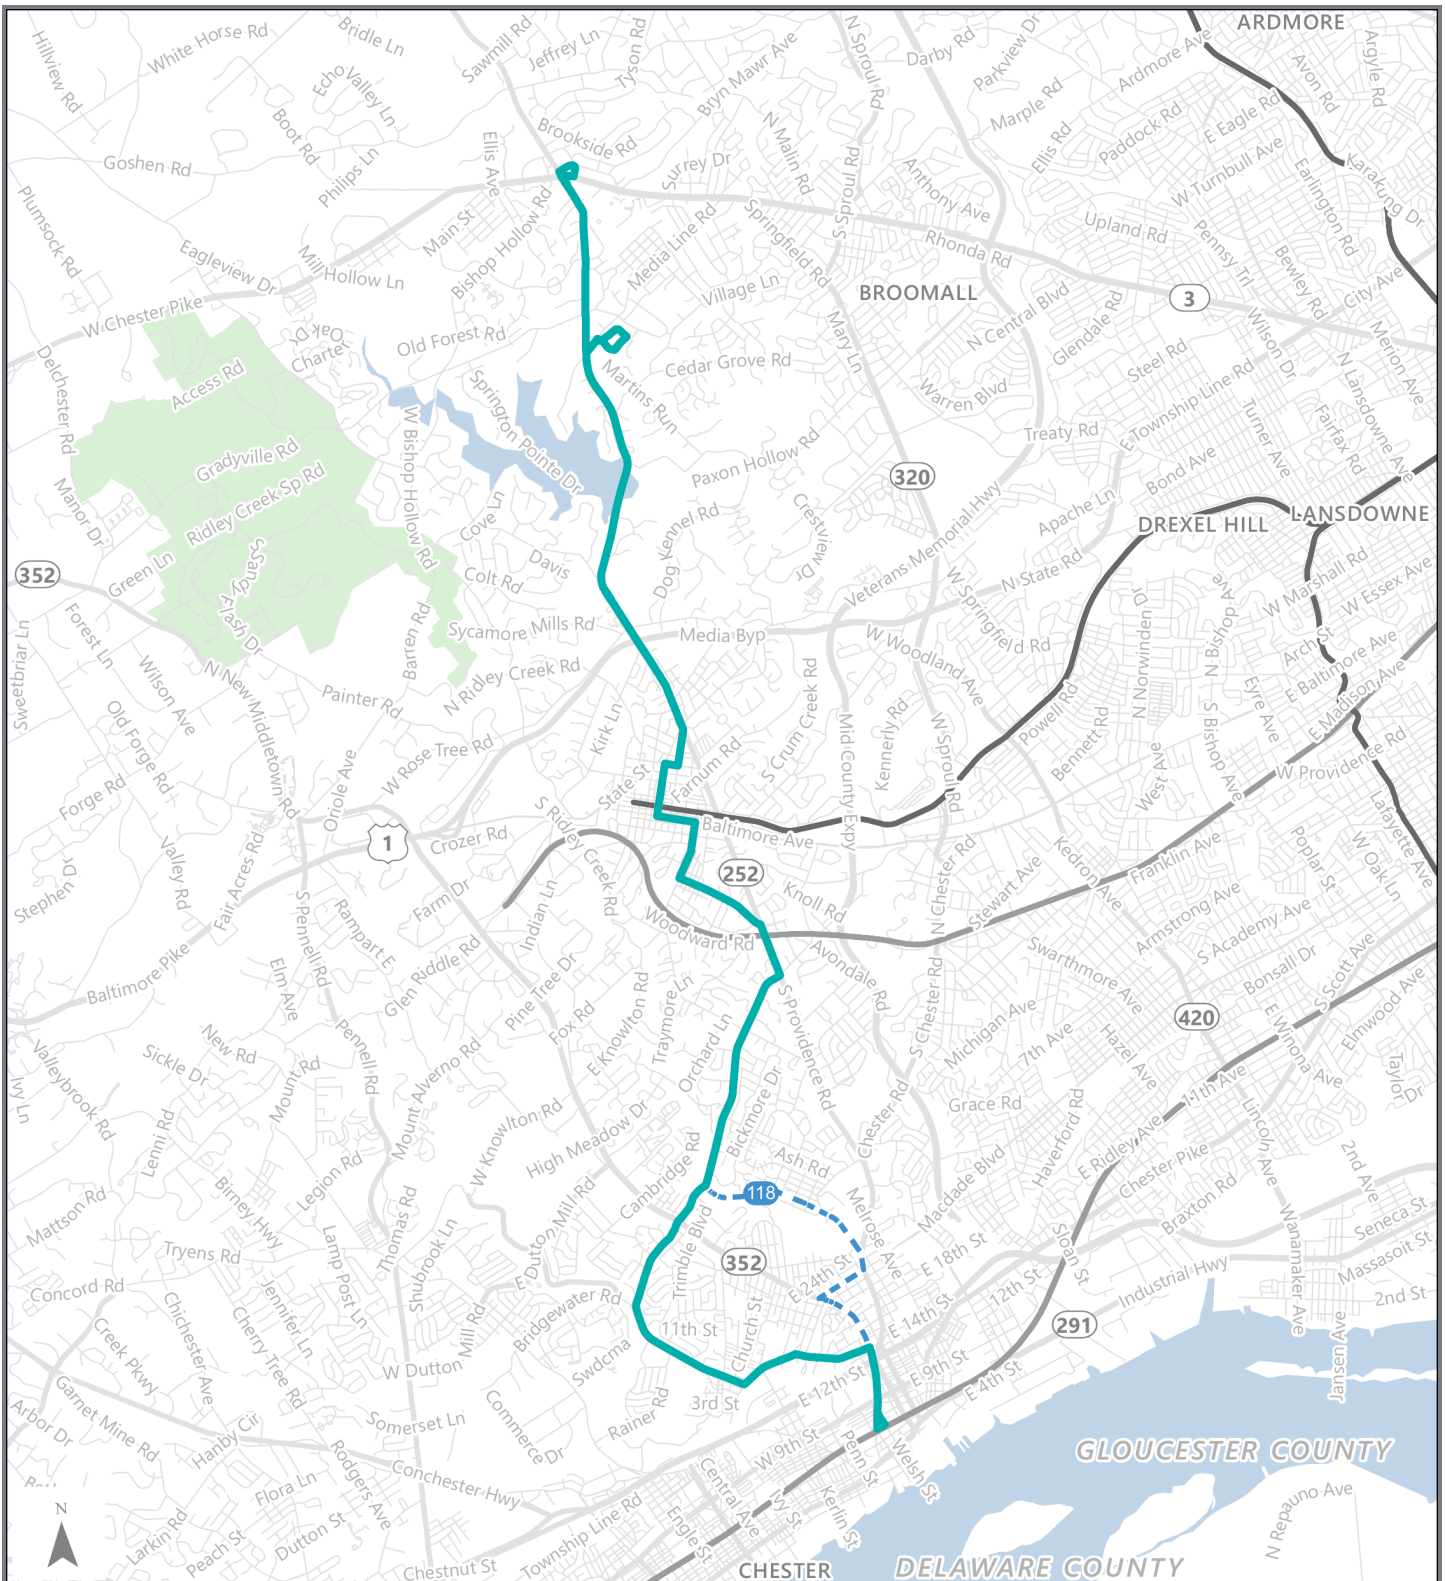 ARDMORE
Hillview Rd
White Horse Rd
Bridle Ln
Sawmill Rd
Jeffrey Ln
Tyson Rd
Bryn Mawr Ave
N Sproul Rd
Darby Rd
Parkview Dr
Ardmore Ave
Argyle Rd
Avon Rd
Echo Valley Ln
Boot Rd
Marple Rd
E Eagle Rd
Paddock Rd
Ellis Rd
Goshen Rd
Philips Ln
Ellis Ave
Brookside Rd
Surrey Dr
N Malin Rd
S Sproul Rd
Anthony Ave
W Turnbull Ave
Earlington Rd
Karakung Dr
Plumsock Rd
Main St
Bishop Hollow Rd
Media Line Rd
Springfield Rd
Rhonda Rd
Upland Rd
Pennsy Trl
Bewley Rd
City Ave
Eagleview Dr
Mill Hollow Ln
Village Ln
BROOMALL
3
W Chester Pike
Oak Dr
Charte
Old Forest Rd
Mary Ln
N Central Blvd
Glendale Rd
Wilson Dr
Merion Ave
Delchester Rd
Access Rd
Springton Pointe Dr
Martins Run
Cedar Grove Rd
Warren Blvd
Steel Rd
N Lansdowne Ave
Gradyville Rd
W Bishop Hollow Rd
Treaty Rd
E Township Line Rd
Turner Ave
Fairfax Rd
Manor Dr
Ridley Creek Sp Rd
Paxon Hollow Rd
320
Bond Ave
Cove Ln
Dog Kennel Rd
Crestview Dr
Veterans Memorial Hwy
Apache Ln
DREXEL HILL
LANSDOWNE
352
Green Ln
Sandy Flash Dr
Davis
Colt Rd
N State Rd
W Marshall Rd
W Essex Ave
Forest Ln
Sycamore Mills Rd
Media Byp
W Springfield Rd
W Woodland Ave
N Norwinden Dr
N Bishop Ave
Arch St
E Baltimore Ave
Sweetbriar Ln
Wilson Ave
N New Middletown Rd
Barren Rd
Painter Rd
N Ridley Creek Rd
Kirk Ln
S Crum Creek Rd
Mid County Expy
Kennerly Rd
W Sproul Rd
Powell Rd
Bennett Rd
S Bishop Ave
Eyre Ave
E Madison Ave
Old Forge Rd
W Rose Tree Rd
Farnum Rd
State St
West Ave
W Providence Rd
Forge Rd
Oriole Ave
1
Crozer Rd
S Ridley Creek Rd
Baltimore Ave
252
Kedron Ave
Franklin Ave
Lafayette Ave
Poplar St
W Oak Ln
Stephen Dr
Valley Rd
Fair Acres Rd
Farm Dr
Indian Ln
Knoll Rd
N Chester Rd
Stewart Ave
Armstrong Ave
S Academy Ave
S Pennell Rd
Rampart E
Glen Riddle Rd
Woodward Rd
Avondale Rd
Swarthmore Ave
Bonsall Dr
S Scott Ave
Baltimore Pike
Elm Ave
Pine Tree Dr
Fox Rd
E Knowlton Rd
Traymore Ln
Orchard Ln
S Providence Rd
S Chester Rd
Michigan Ave
7th Ave
Hazel Ave
420
E Winona Ave
Elmwood Ave
Valleybrook Rd
Ivy Ln
Sickle Dr
New Rd
Mount Rd
Pennell Rd
Mount Alverno Rd
Bickmore Dr
Chester Rd
Grace Rd
Haverford Rd
11th Ave
Taylor Dr
Lenni Rd
W Knowlton Rd
High Meadow Dr
Cambridge Rd
Ash Rd
E Ridley Ave
Chester Pike
Lincoln Ave
2nd Ave
Mattson Rd
Birney Hwy
Legion Rd
Thomas Rd
118
Melrose Ave
Macdade Blvd
Braxton Rd
Wanamaker Ave
Seneca St
Massasoit St
Tryens Rd
Lamp Post Ln
Shubrook Ln
E Dutton Mill Rd
Trimble Blvd
352
E 24th St
E 18th St
Sloan St
12th St
Industrial Hwy
2nd St
Concord Rd
Creek Pkwy
Chichester Ave
Jennifer Ln
Cherry Tree Rd
Mill Rd
Bridgewater Rd
Swdcma
11th St
Church St
E 14th St
291
Jansen Ave
Arbor Dr
Garnet Mine Rd
Hanby Cir
W Dutton
Somerset Ln
Commerce Dr
Rainer Rd
3rd St
E 12th St
E 9th St
E 4th St
Rodgers Ave
Flora Ln
Conchester Hwy
W 9th St
Penn St
Welsh St
GLOUCESTER COUNTY
N
Larkin Rd
Peach St
Dutton St
Chestnut St
Township Line Rd
Engle St
Central Ave
Ivy St
Kerlin St
CHESTER
DELAWARE COUNTY
N Repauno Ave